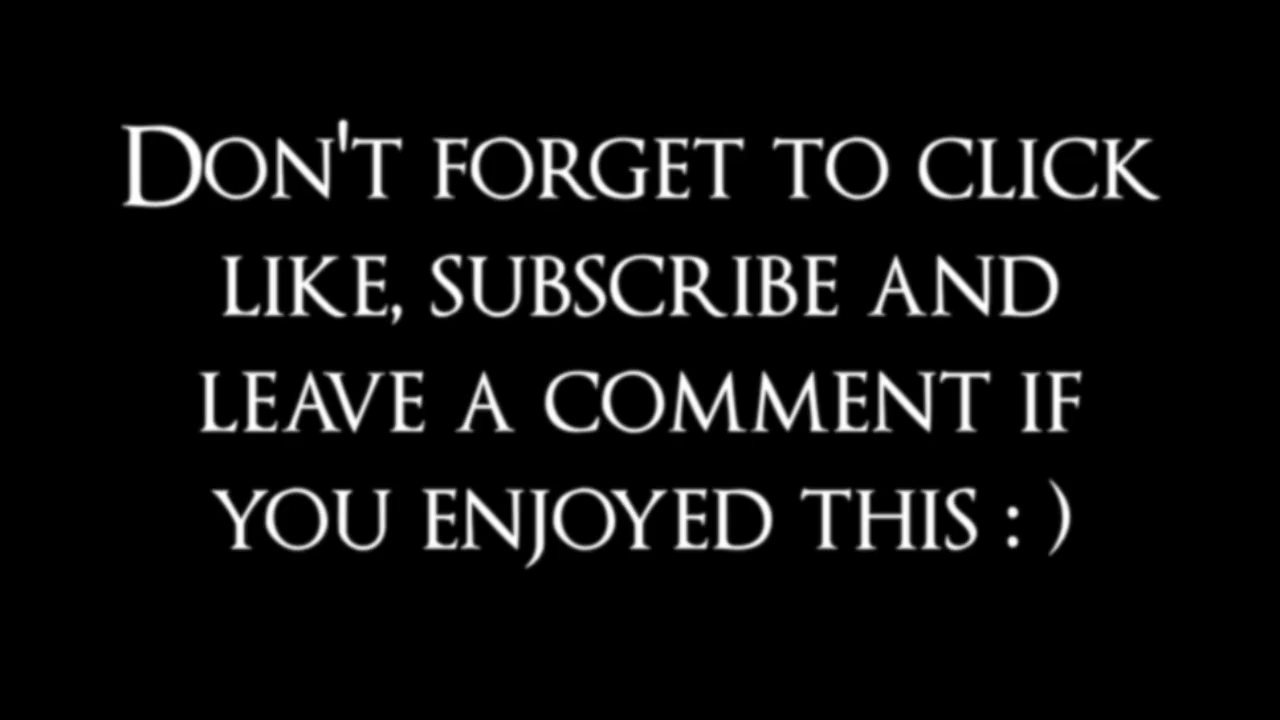 Don't forget to click
like, subscribe and
leave a comment if
you enjoyed this : )